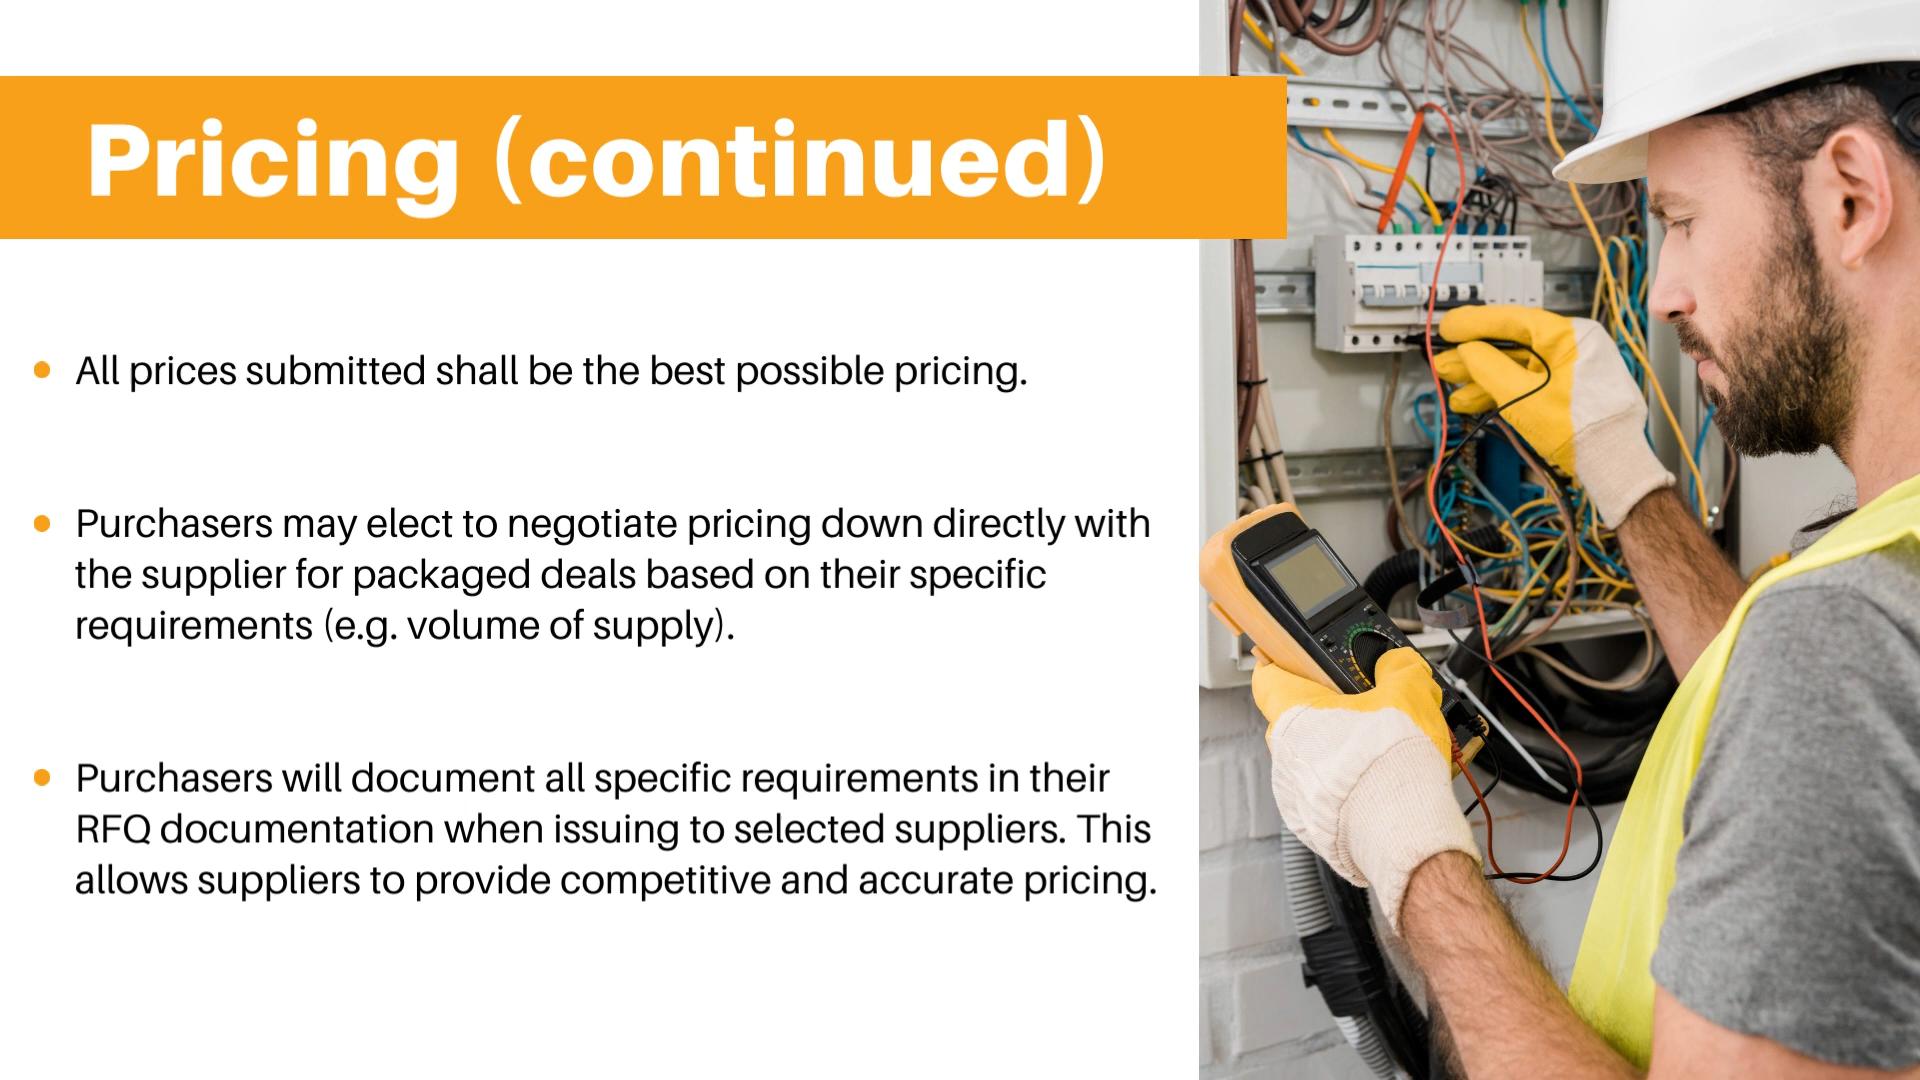 Pricing (continued)
All prices submitted shall be the best possible pricing.
Purchasers may elect to negotiate pricing down directly with
the supplier for packaged deals based on their specific
requirements (e.g. volume of supply).
Purchasers will document all specific requirements in their
RFQ documentation when issuing to selected suppliers. This
allows suppliers to provide competitive and accurate pricing.